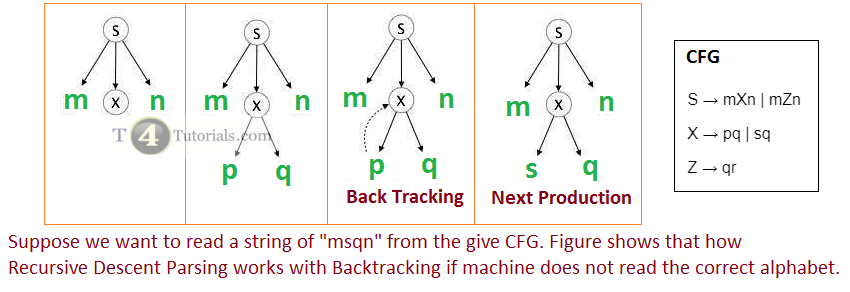 S
m X n
S
m X n
p q
S
m X n
p q
Back Tracking
S
m X n
s q
Next Production
T4Tutorials.com
CFG
S → mXn | mZn
X → pq | sq
Z → qr
Suppose we want to read a string of "msqn" from the give CFG. Figure shows that how
Recursive Descent Parsing works with Backtracking if machine does not read the correct alphabet.